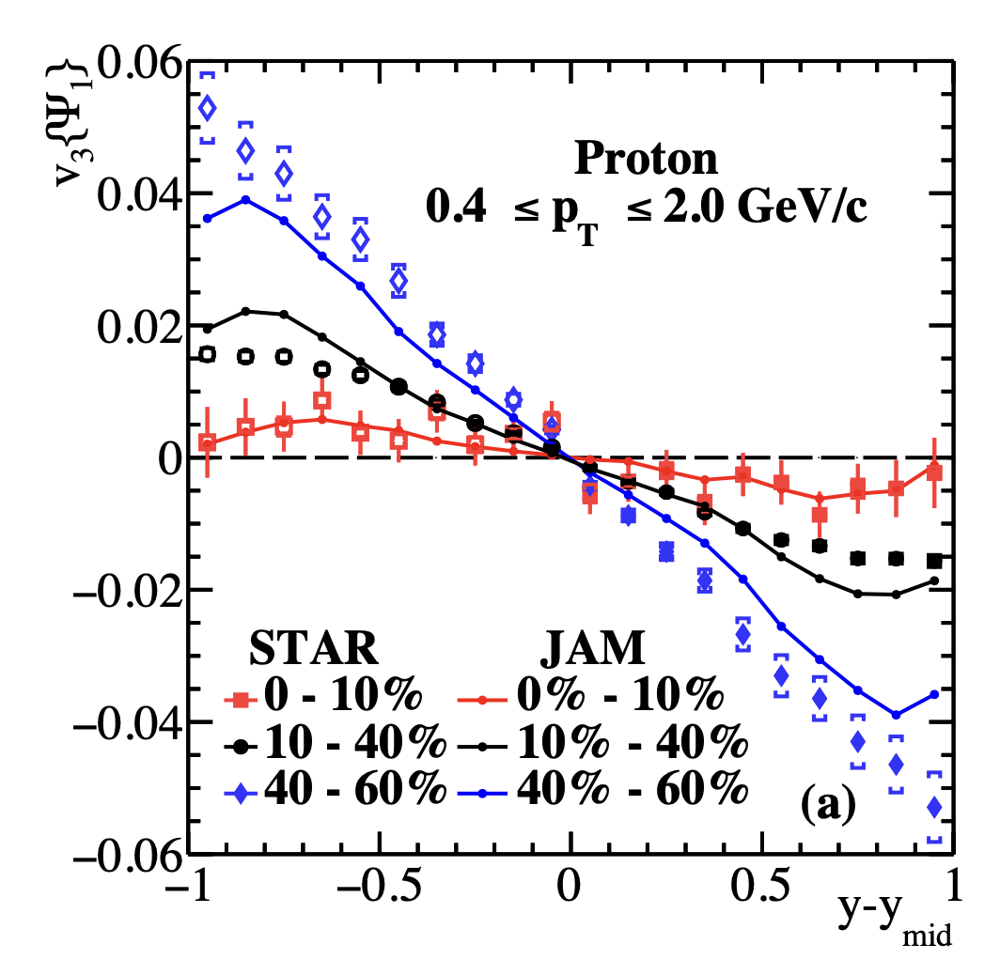 v3{Ψ1}
0.06
0.04
0.02
0
−0.02
−0.04
−0.06
Proton
0.4 ≤ pT ≤ 2.0 GeV/c
STAR JAM
0 - 10% 0% - 10%
10 - 40% 10% - 40%
40 - 60% 40% - 60%
(a)
−1 −0.5 0 0.5 1
y-ymid